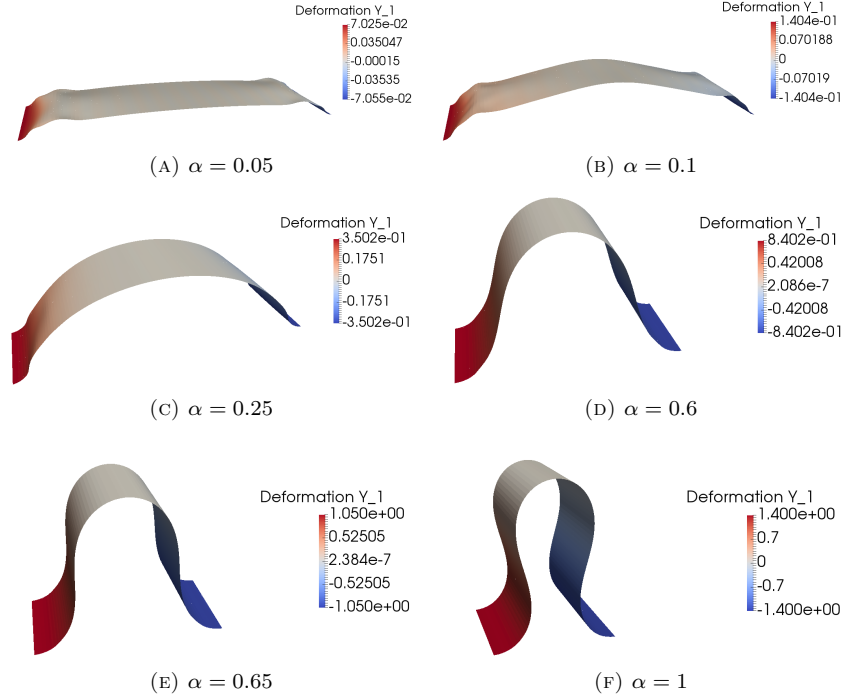 Deformation Y_1
7.025e-02
0.035047
-0.00015
-0.03535
-7.055e-02
(A) α = 0.05
Deformation Y_1
1.404e-01
0.070188
0
-0.07019
-1.404e-01
(B) α = 0.1
Deformation Y_1
3.502e-01
0.1751
0
-0.1751
-3.502e-01
(C) α = 0.25
Deformation Y_1
8.402e-01
0.42008
2.086e-7
-0.42008
-8.402e-01
(D) α = 0.6
Deformation Y_1
1.050e+00
0.52505
2.384e-7
-0.52505
-1.050e+00
(E) α = 0.65
Deformation Y_1
1.400e+00
0.7
0
-0.7
-1.400e+00
(F) α = 1